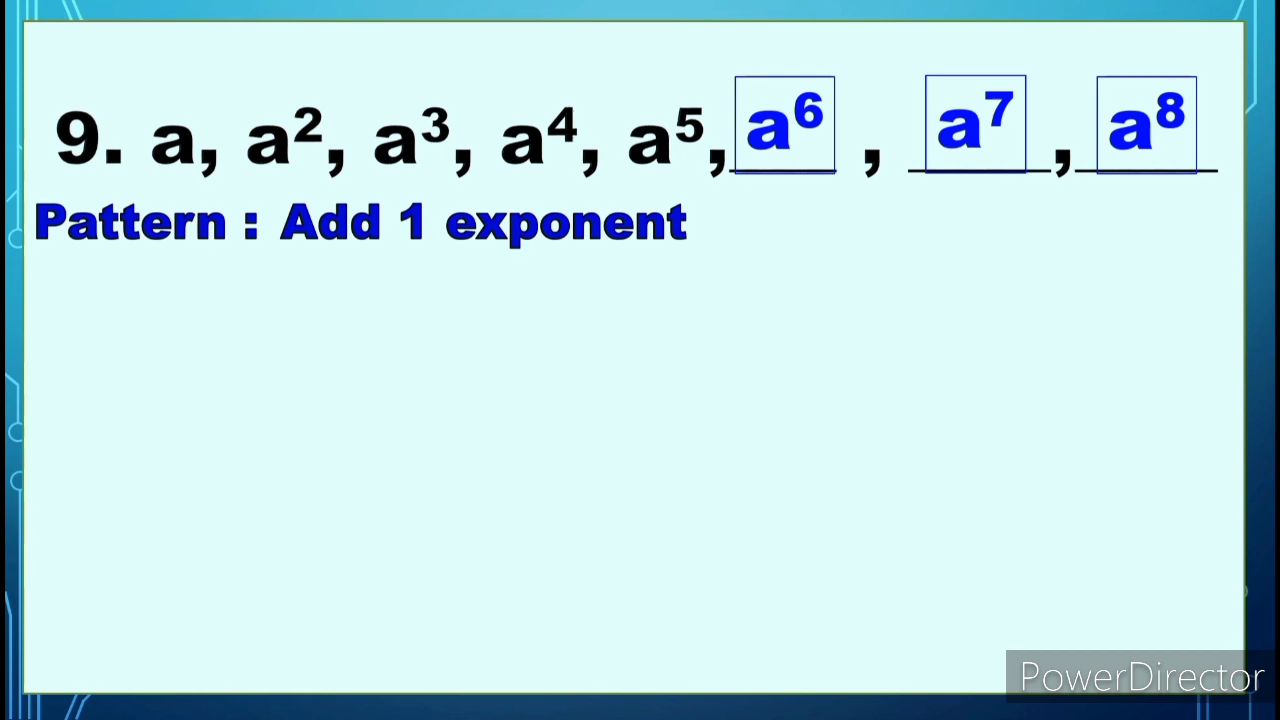 9. a, a², a³, a⁴, a⁵, a⁶ , a⁷ , a⁸
Pattern : Add 1 exponent
PowerDirector